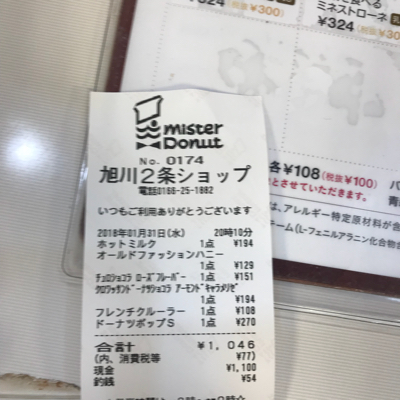 ¥324 (税抜 ¥300)
食べる
ミネストローネ
¥324 (税抜 ¥300)
各¥108 (税抜 ¥100)
とさせていただきます。
は、アレルギー特定原材料が含
チーム(L-フェニルアラニン化合物含
mister Donut
No. 0174
旭川2条ショップ
電話0166-25-1882
いつもご利用ありがとうございます
2018年01月31日(水) 20時10分
ホットミルク 1点 ¥194
オールドファッションハニー
1点 ¥129
チュロショコラ ローズフレーバー 1点 ¥151
クロワッサンドーナツショコラ アーモンドキャラメリゼ
1点 ¥194
フレンチクルーラー 1点 ¥108
ドーナツポップS 1点 ¥270
合計 ¥1,046
(内、消費税等 ¥77)
現金 ¥1,100
釣銭 ¥54